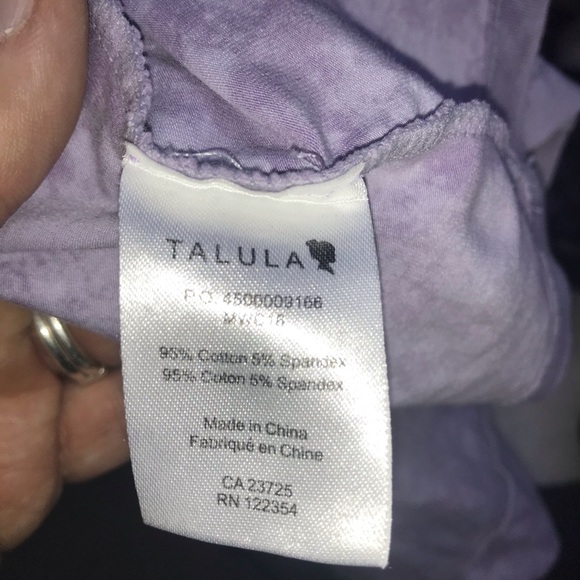 TALULA
P.O. 4500009166
MWC16
95% Cotton 5% Spandex
95% Coton 5% Spandex
Made in China
Fabriqué en Chine
CA 23725
RN 122354